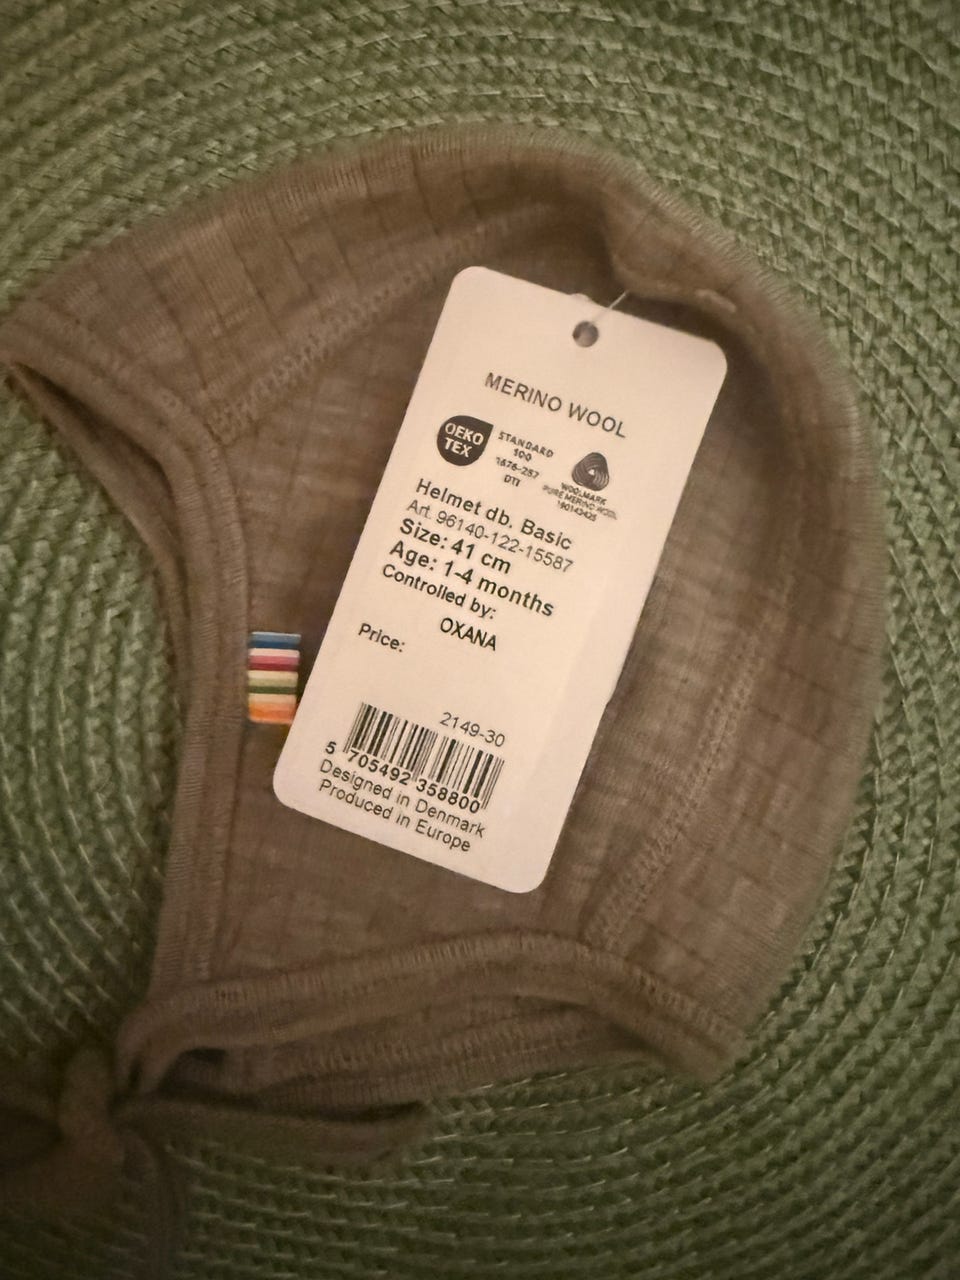 MERINO WOOL
OEKO
TEX
STANDARD
100
1676-287
DTI
WOOLMARK
PURE MERINO WOOL
Helmet db. Basic
Art. 96140-122-15587
Size: 41 cm
Age: 1-4 months
Controlled by:
OXANA
Price:
2149-30
5 705492 358800
Designed in Denmark
Produced in Europe